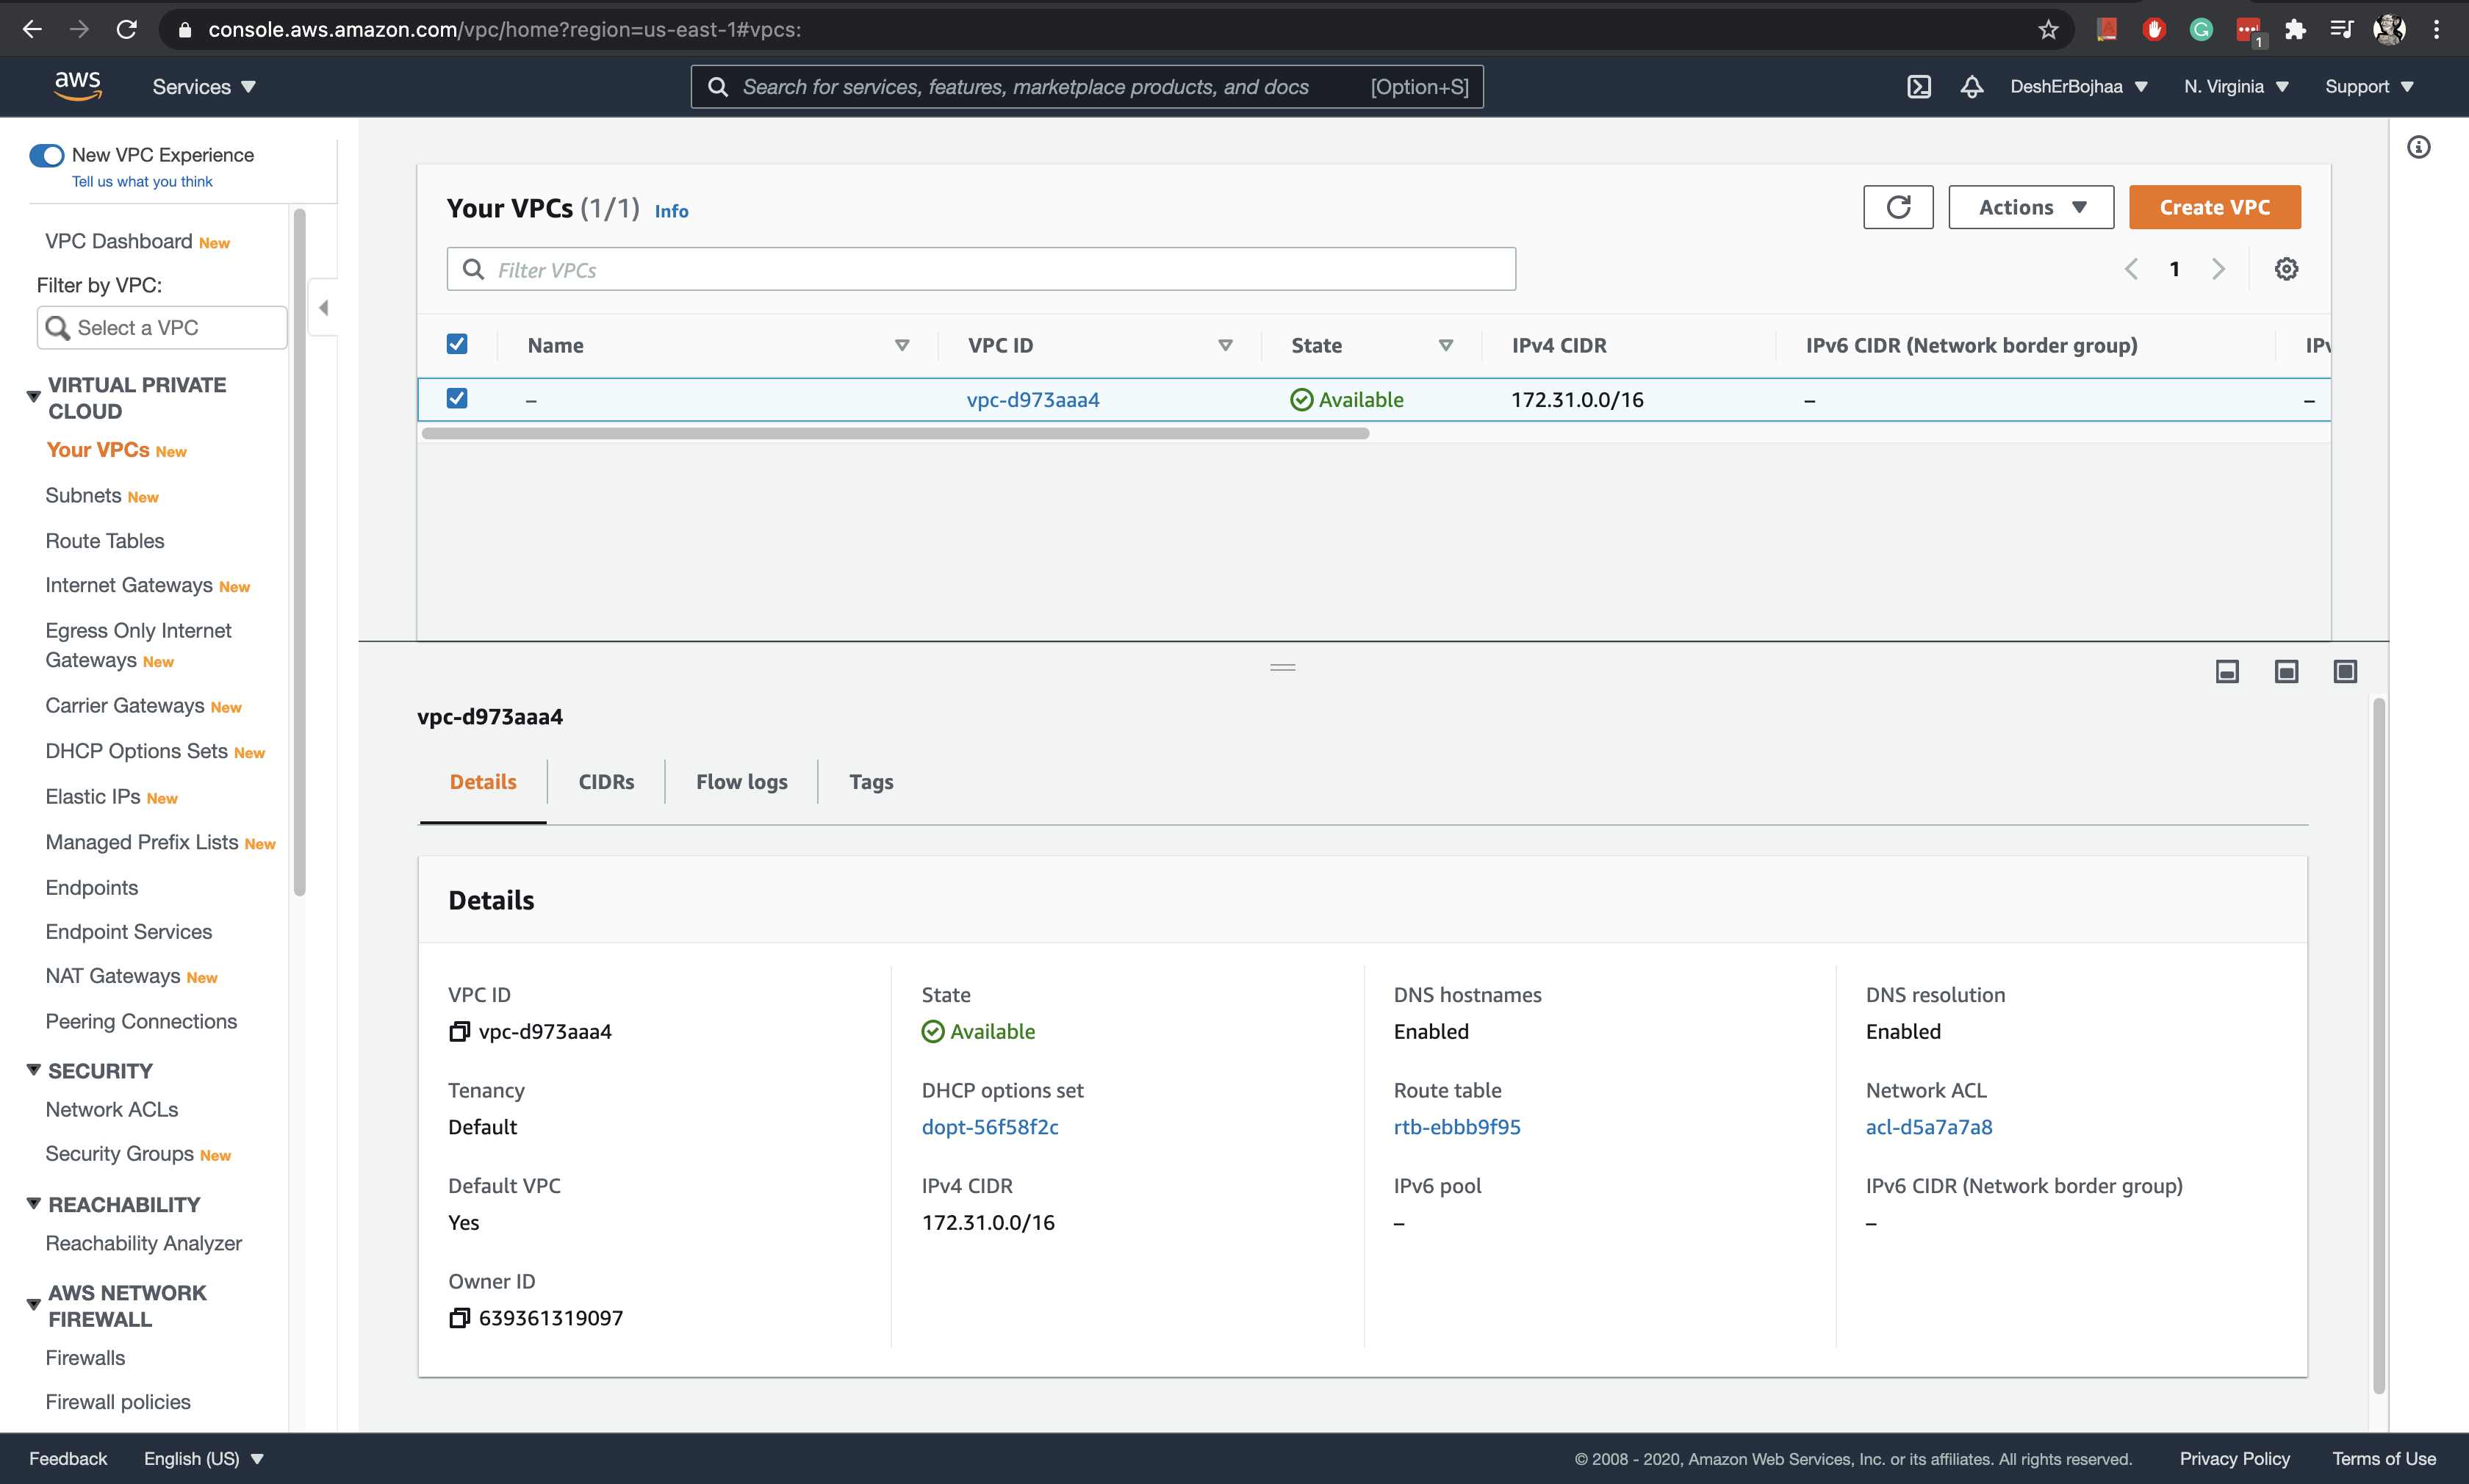 console.aws.amazon.com/vpc/home?region=us-east-1#vpcs:
1
aws
Services
Search for services, features, marketplace products, and docs [Option+S]
DeshErBojhaa
N. Virginia
Support
New VPC Experience
Tell us what you think
VPC Dashboard New
Filter by VPC:
Select a VPC
VIRTUAL PRIVATE
CLOUD
Your VPCs New
Subnets New
Route Tables
Internet Gateways New
Egress Only Internet
Gateways New
Carrier Gateways New
DHCP Options Sets New
Elastic IPs New
Managed Prefix Lists New
Endpoints
Endpoint Services
NAT Gateways New
Peering Connections
SECURITY
Network ACLs
Security Groups New
REACHABILITY
Reachability Analyzer
AWS NETWORK
FIREWALL
Firewalls
Firewall policies
Your VPCs (1/1) Info
Actions
Create VPC
Filter VPCs
1
Name VPC ID State IPv4 CIDR IPv6 CIDR (Network border group) IPv
– vpc-d973aaa4 Available 172.31.0.0/16 – –
vpc-d973aaa4
Details CIDRs Flow logs Tags
Details
VPC ID
vpc-d973aaa4
Tenancy
Default
Default VPC
Yes
Owner ID
639361319097
State
Available
DHCP options set
dopt-56f58f2c
IPv4 CIDR
172.31.0.0/16
DNS hostnames
Enabled
Route table
rtb-ebbb9f95
IPv6 pool
–
DNS resolution
Enabled
Network ACL
acl-d5a7a7a8
IPv6 CIDR (Network border group)
–
Feedback English (US)
© 2008 - 2020, Amazon Web Services, Inc. or its affiliates. All rights reserved. Privacy Policy Terms of Use